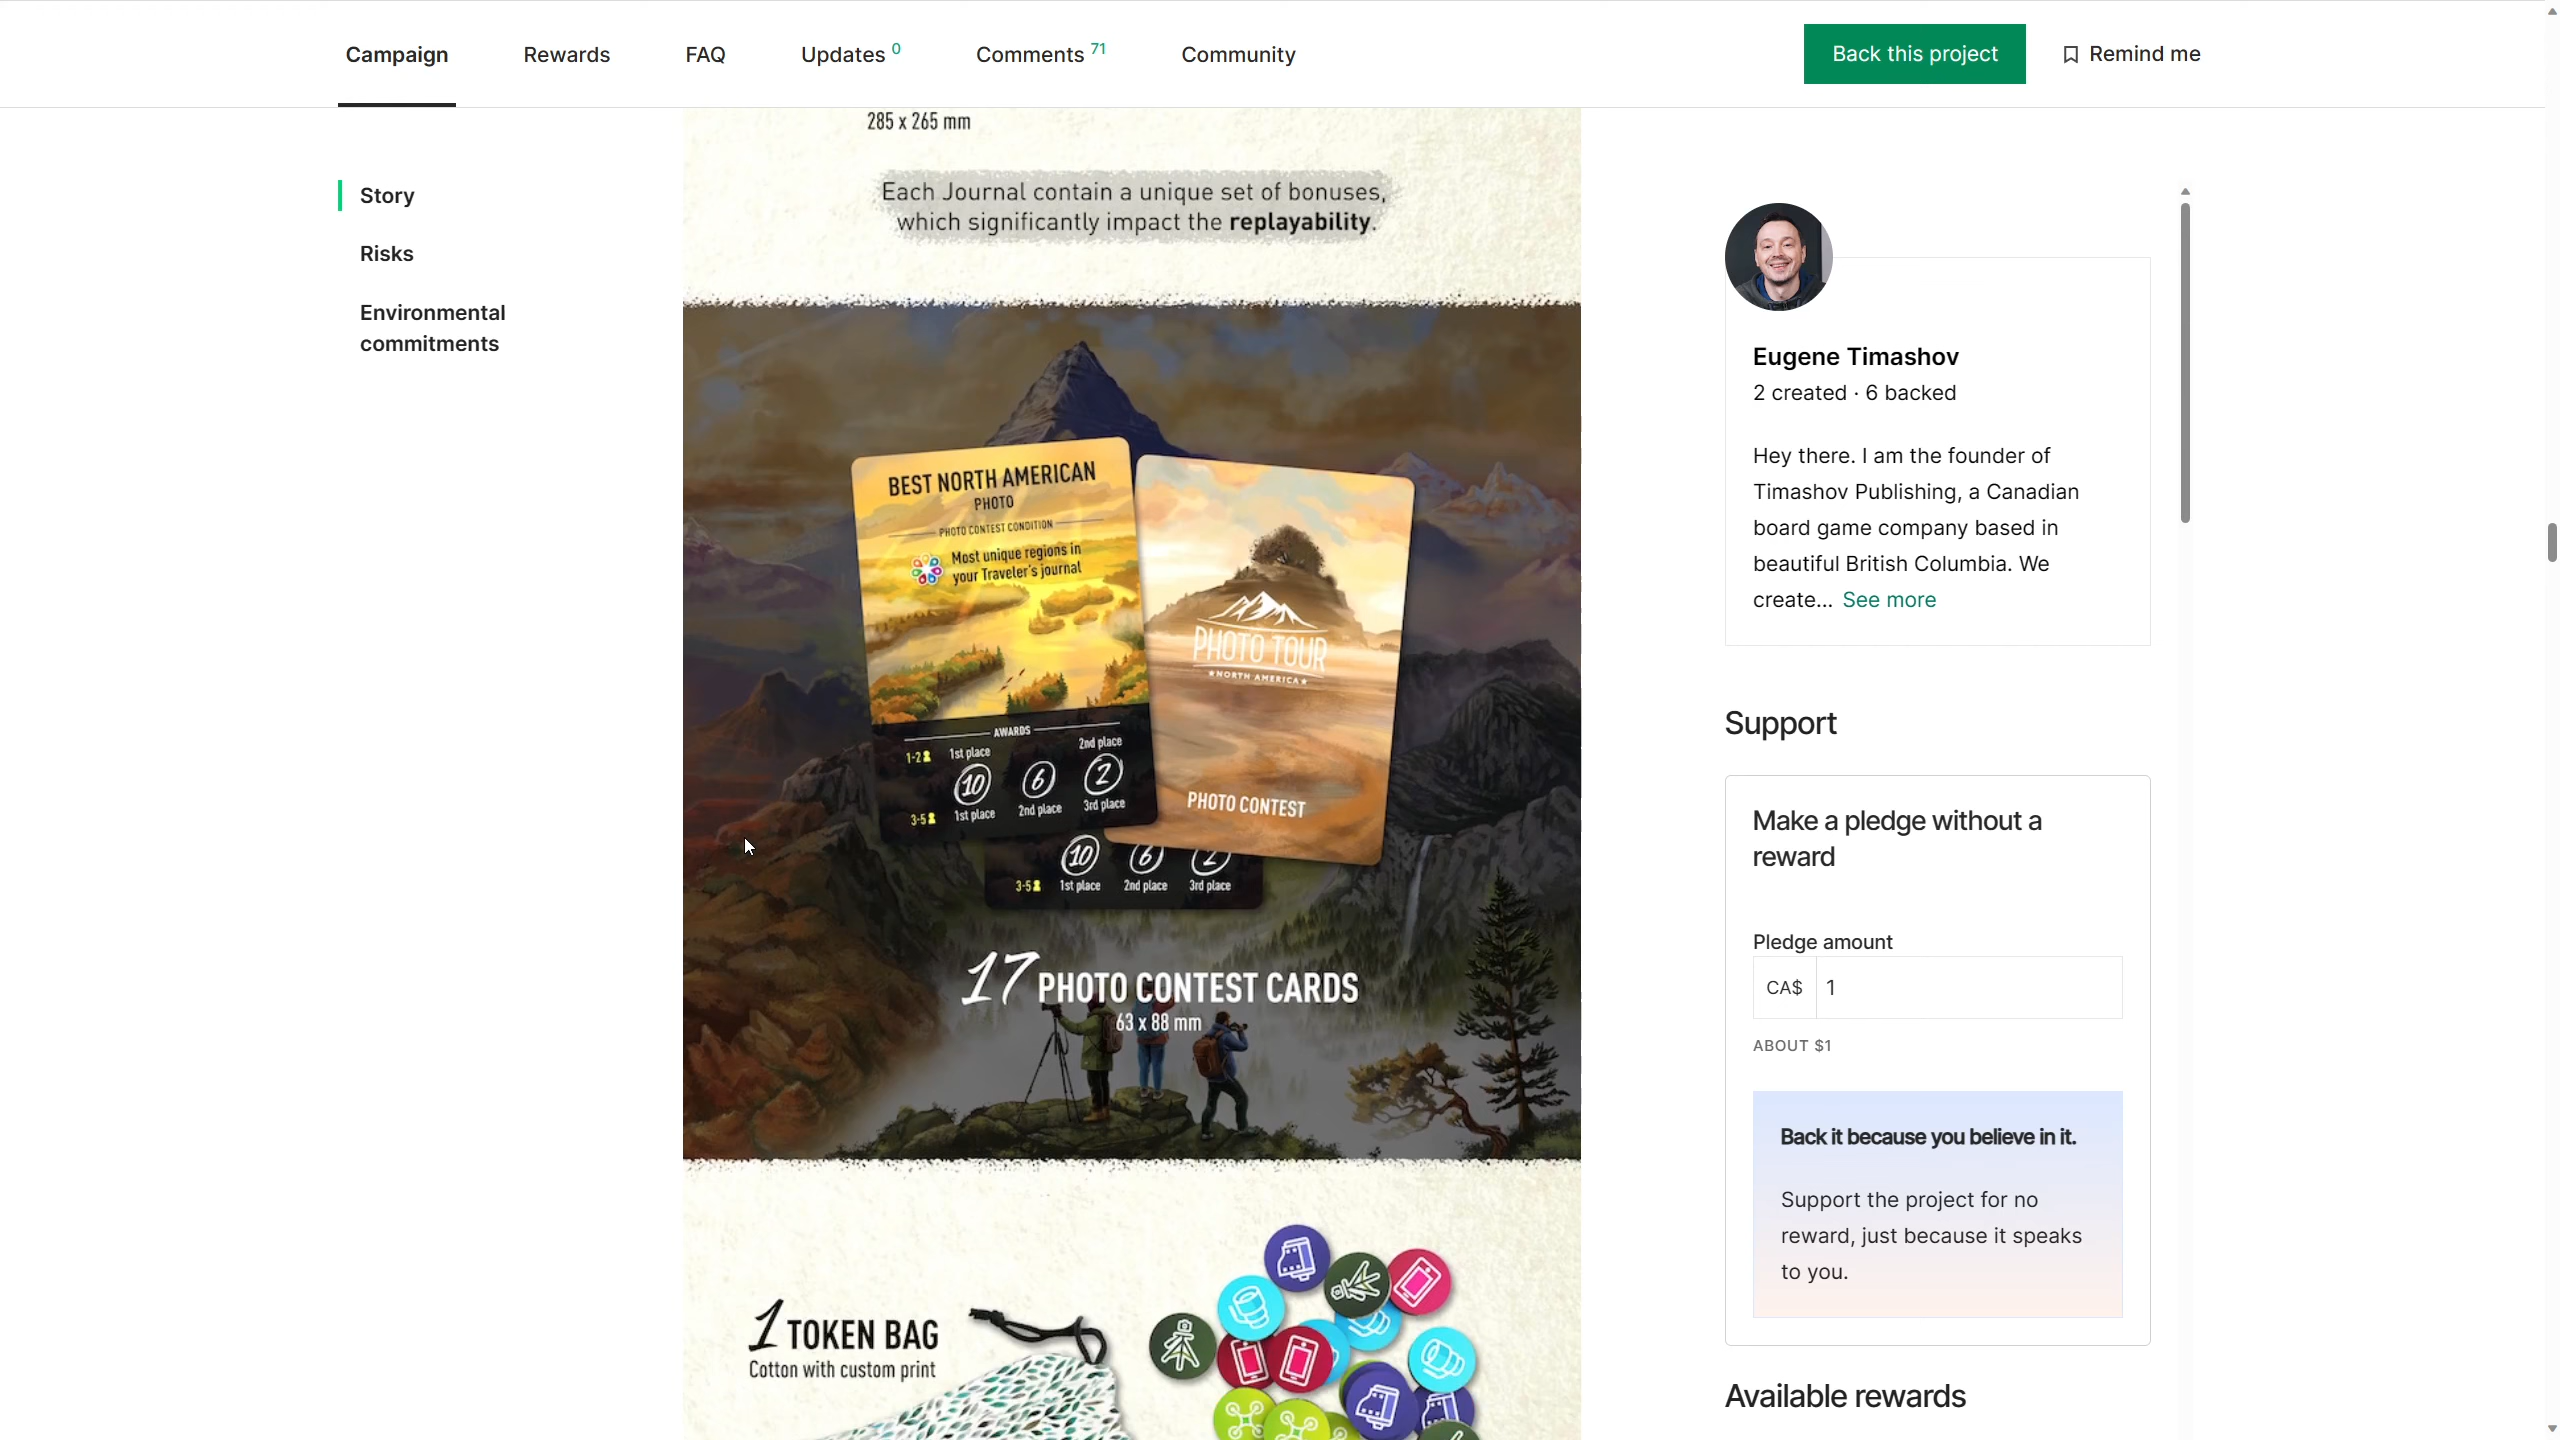 Campaign
Rewards
FAQ
Updates 0
Comments 71
Community
Back this project
Remind me
Story
Risks
Environmental
commitments
285 x 265 mm
Each Journal contain a unique set of bonuses,
which significantly impact the replayability.
BEST NORTH AMERICAN
PHOTO
PHOTO CONTEST CONDITION
Most unique regions in
your Traveler's journal
AWARDS
1-2 1st place 2nd place
10 6 2
3-5 1st place 2nd place 3rd place
PHOTO TOUR
★NORTH AMERICA★
PHOTO CONTEST
10 6 2
3-5 1st place 2nd place 3rd place
17 PHOTO CONTEST CARDS
63 x 88 mm
1 TOKEN BAG
Cotton with custom print
Eugene Timashov
2 created · 6 backed
Hey there. I am the founder of
Timashov Publishing, a Canadian
board game company based in
beautiful British Columbia. We
create... See more
Support
Make a pledge without a
reward
Pledge amount
CA$ 1
ABOUT $1
Back it because you believe in it.
Support the project for no
reward, just because it speaks
to you.
Available rewards